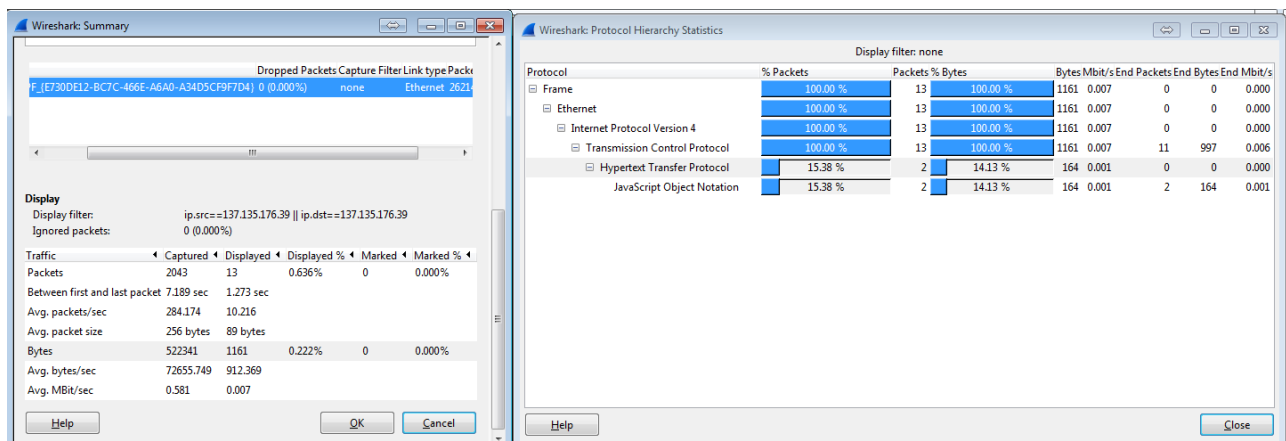 Wireshark: Summary
Dropped Packets Capture Filter Link type Packe
'F_{E730DE12-BC7C-466E-A6A0-A34D5CF9F7D4} 0 (0.000%) none Ethernet 26214
Display
Display filter: ip.src==137.135.176.39 || ip.dst==137.135.176.39
Ignored packets: 0 (0.000%)
Traffic Captured Displayed Displayed % Marked Marked %
Packets 2043 13 0.636% 0 0.000%
Between first and last packet 7.189 sec 1.273 sec
Avg. packets/sec 284.174 10.216
Avg. packet size 256 bytes 89 bytes
Bytes 522341 1161 0.222% 0 0.000%
Avg. bytes/sec 72655.749 912.369
Avg. MBit/sec 0.581 0.007
Help OK Cancel
Wireshark: Protocol Hierarchy Statistics
Display filter: none
Protocol % Packets Packets % Bytes Bytes Mbit/s End Packets End Bytes End Mbit/s
Frame 100.00 % 13 100.00 % 1161 0.007 0 0 0.000
Ethernet 100.00 % 13 100.00 % 1161 0.007 0 0 0.000
Internet Protocol Version 4 100.00 % 13 100.00 % 1161 0.007 0 0 0.000
Transmission Control Protocol 100.00 % 13 100.00 % 1161 0.007 11 997 0.006
Hypertext Transfer Protocol 15.38 % 2 14.13 % 164 0.001 0 0 0.000
JavaScript Object Notation 15.38 % 2 14.13 % 164 0.001 2 164 0.001
Help Close